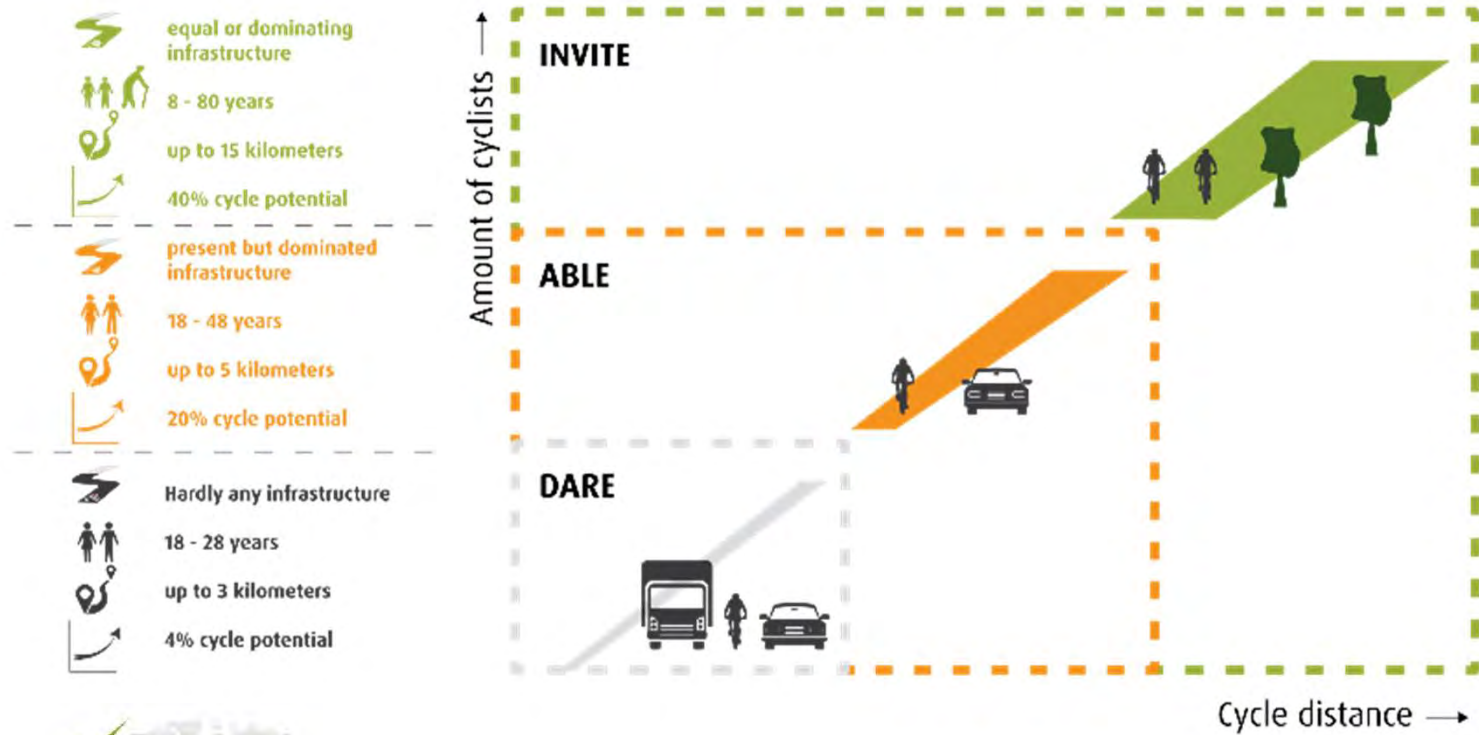 equal or dominating
infrastructure
8 - 80 years
up to 15 kilometers
40% cycle potential
present but dominated
infrastructure
18 - 48 years
up to 5 kilometers
20% cycle potential
Hardly any infrastructure
18 - 28 years
up to 3 kilometers
4% cycle potential
Amount of cyclists
INVITE
ABLE
DARE
Cycle distance